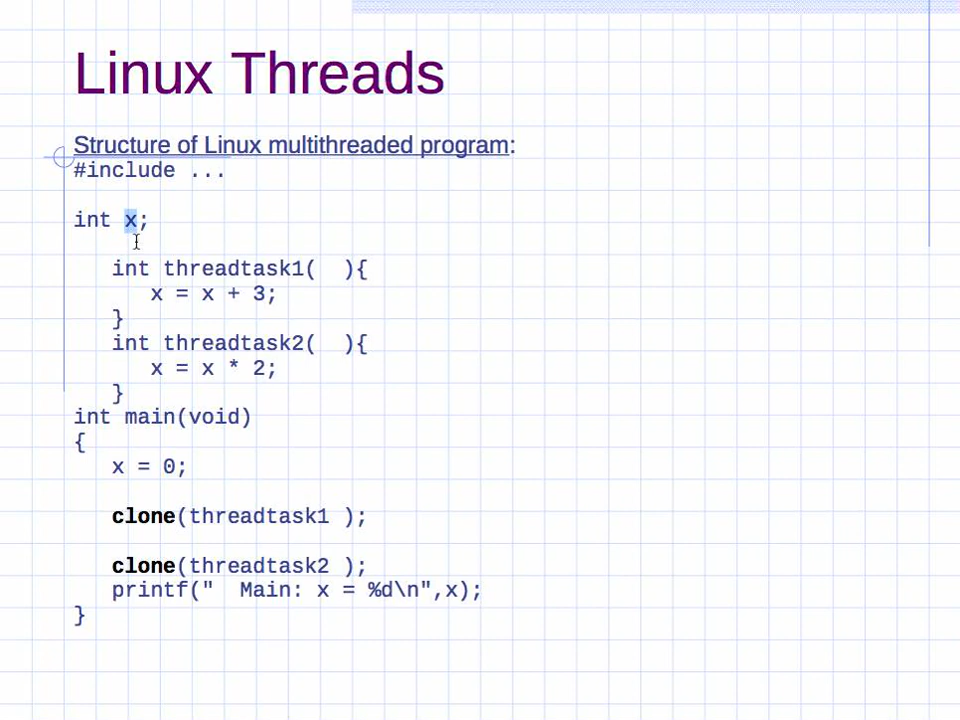 Linux Threads
Structure of Linux multithreaded program:
#include ...
int x;
int threadtask1(  ){
x = x + 3;
}
int threadtask2(  ){
x = x * 2;
}
int main(void)
{
x = 0;
clone(threadtask1 );
clone(threadtask2 );
printf("  Main: x = %d\n",x);
}